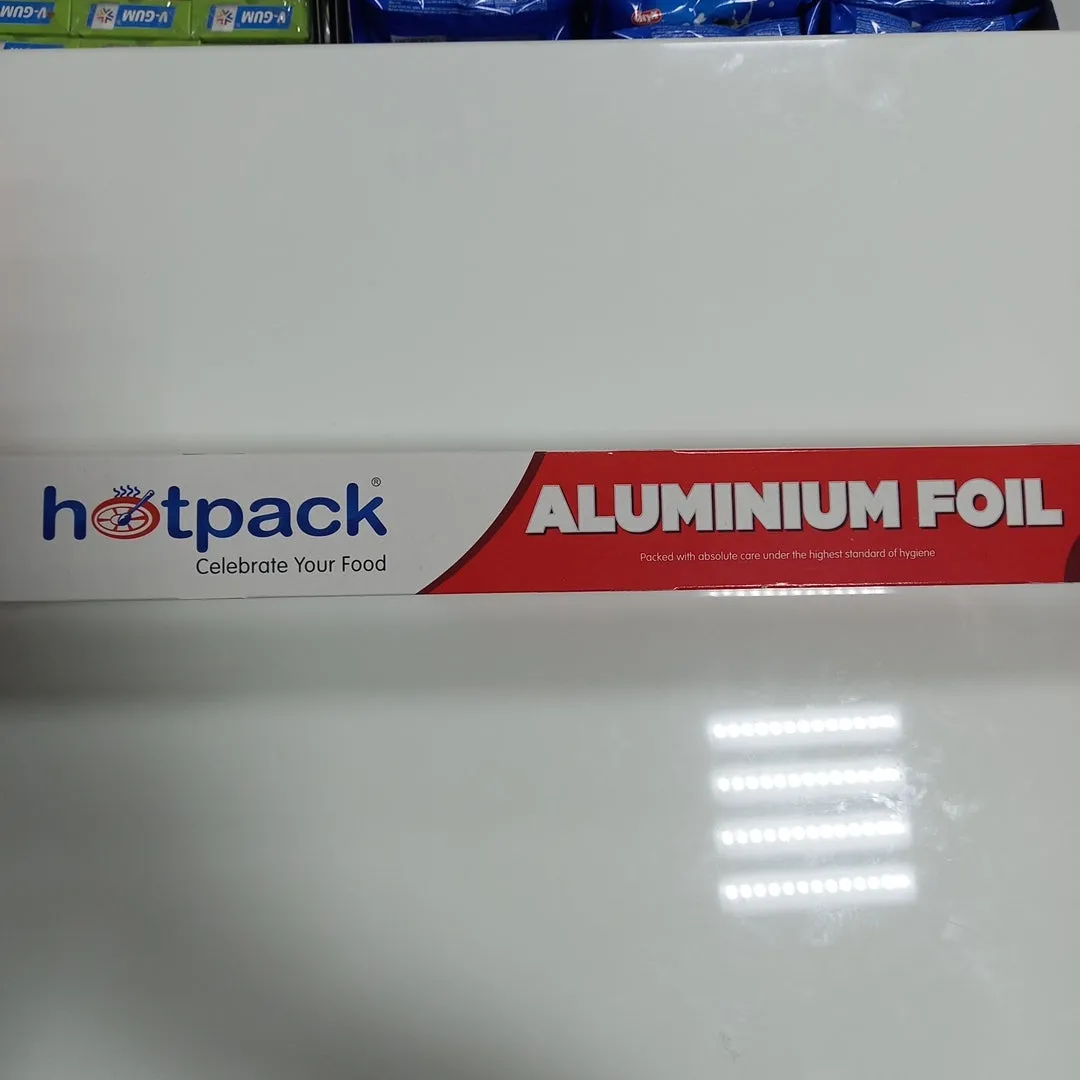 V-GUM
V-GUM
V-GUM
hotpack®
Celebrate Your Food
ALUMINIUM FOIL
Packed with absolute care under the highest standard of hygiene